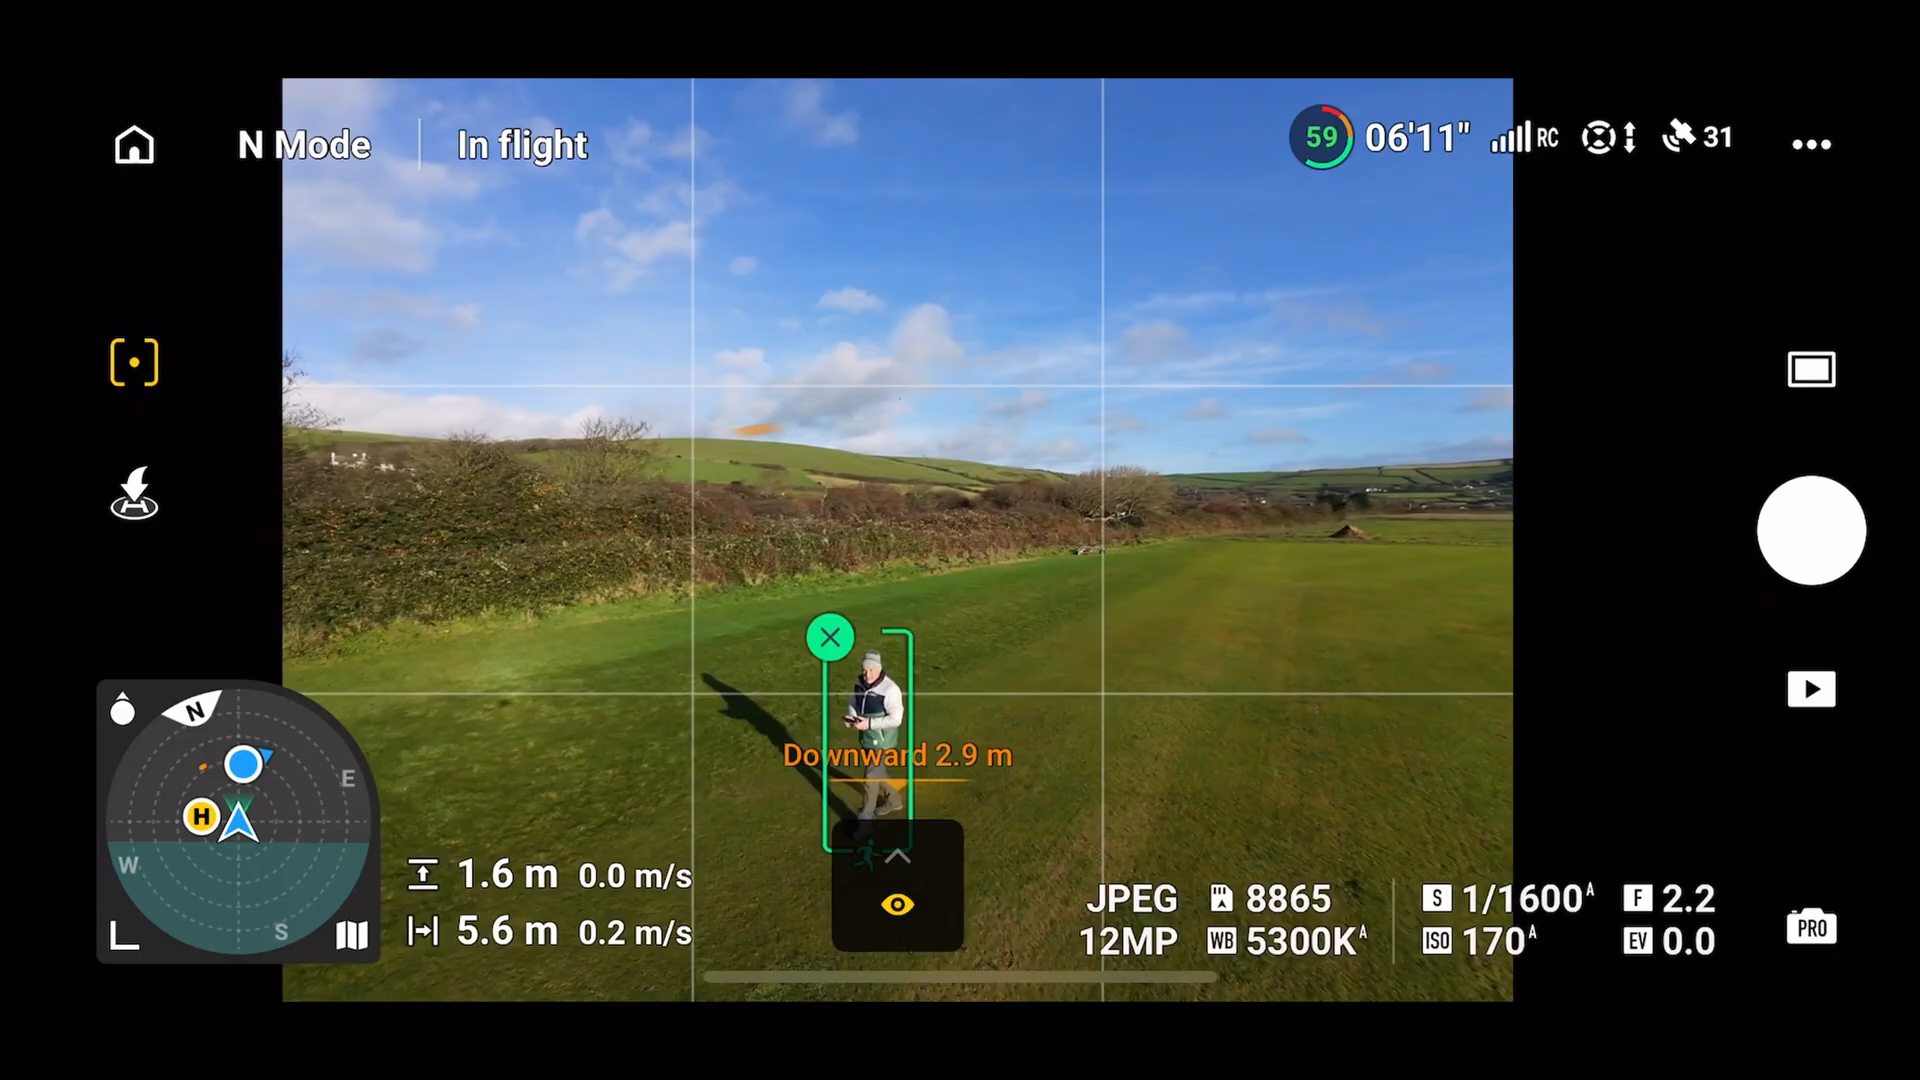 N Mode
In flight
59
06'11"
RC
31
N
E
H
W
S
Downward 2.9 m
1.6 m 0.0 m/s
5.6 m 0.2 m/s
JPEG 8865
12MP WB 5300K A
S 1/1600 A F 2.2
ISO 170 A EV 0.0
PRO